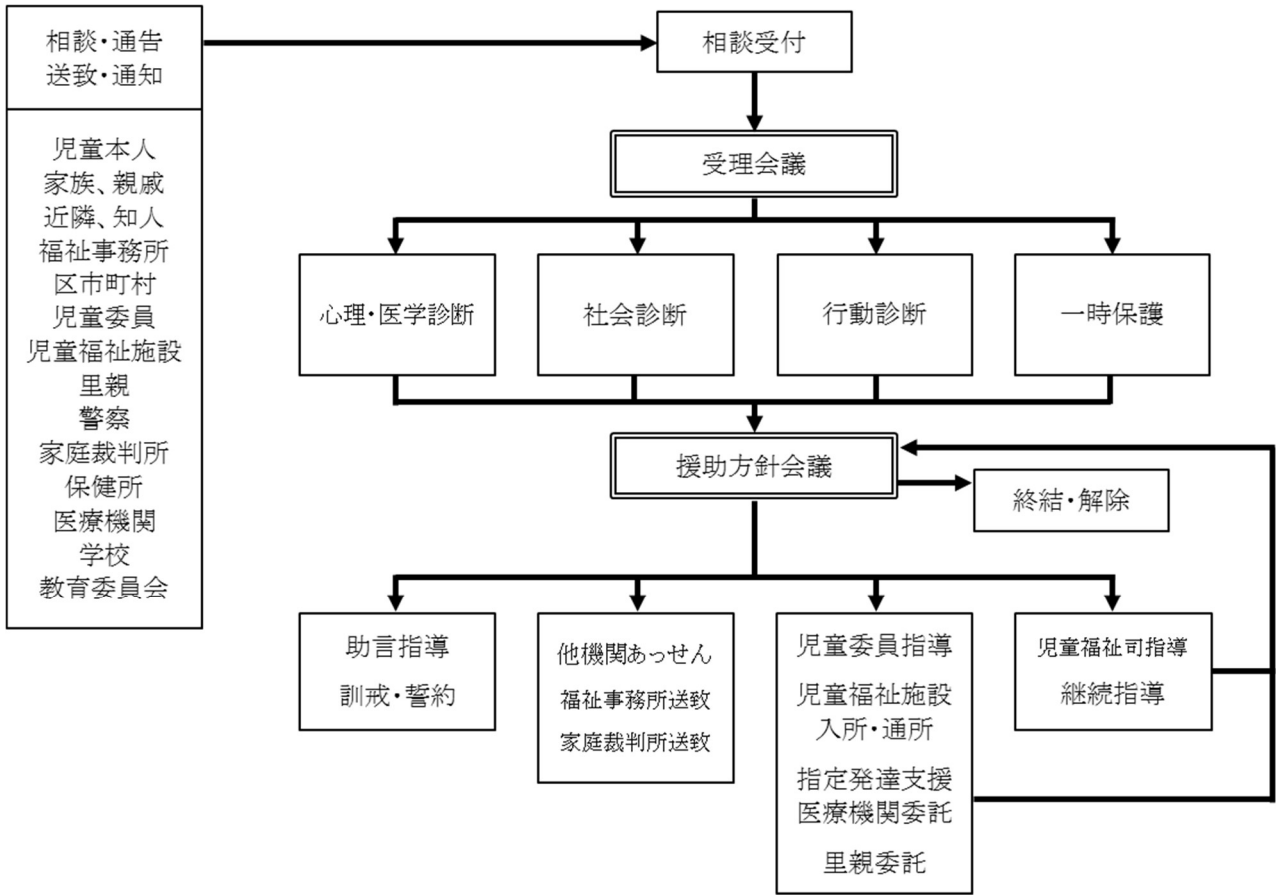 相談・通告
送致・通知
児童本人
家族、親戚
近隣、知人
福祉事務所
区市町村
児童委員
児童福祉施設
里親
警察
家庭裁判所
保健所
医療機関
学校
教育委員会
相談受付
受理会議
心理・医学診断
社会診断
行動診断
一時保護
援助方針会議
終結・解除
助言指導
訓戒・誓約
他機関あっせん
福祉事務所送致
家庭裁判所送致
児童委員指導
児童福祉施設
入所・通所
指定発達支援
医療機関委託
里親委託
児童福祉司指導
継続指導